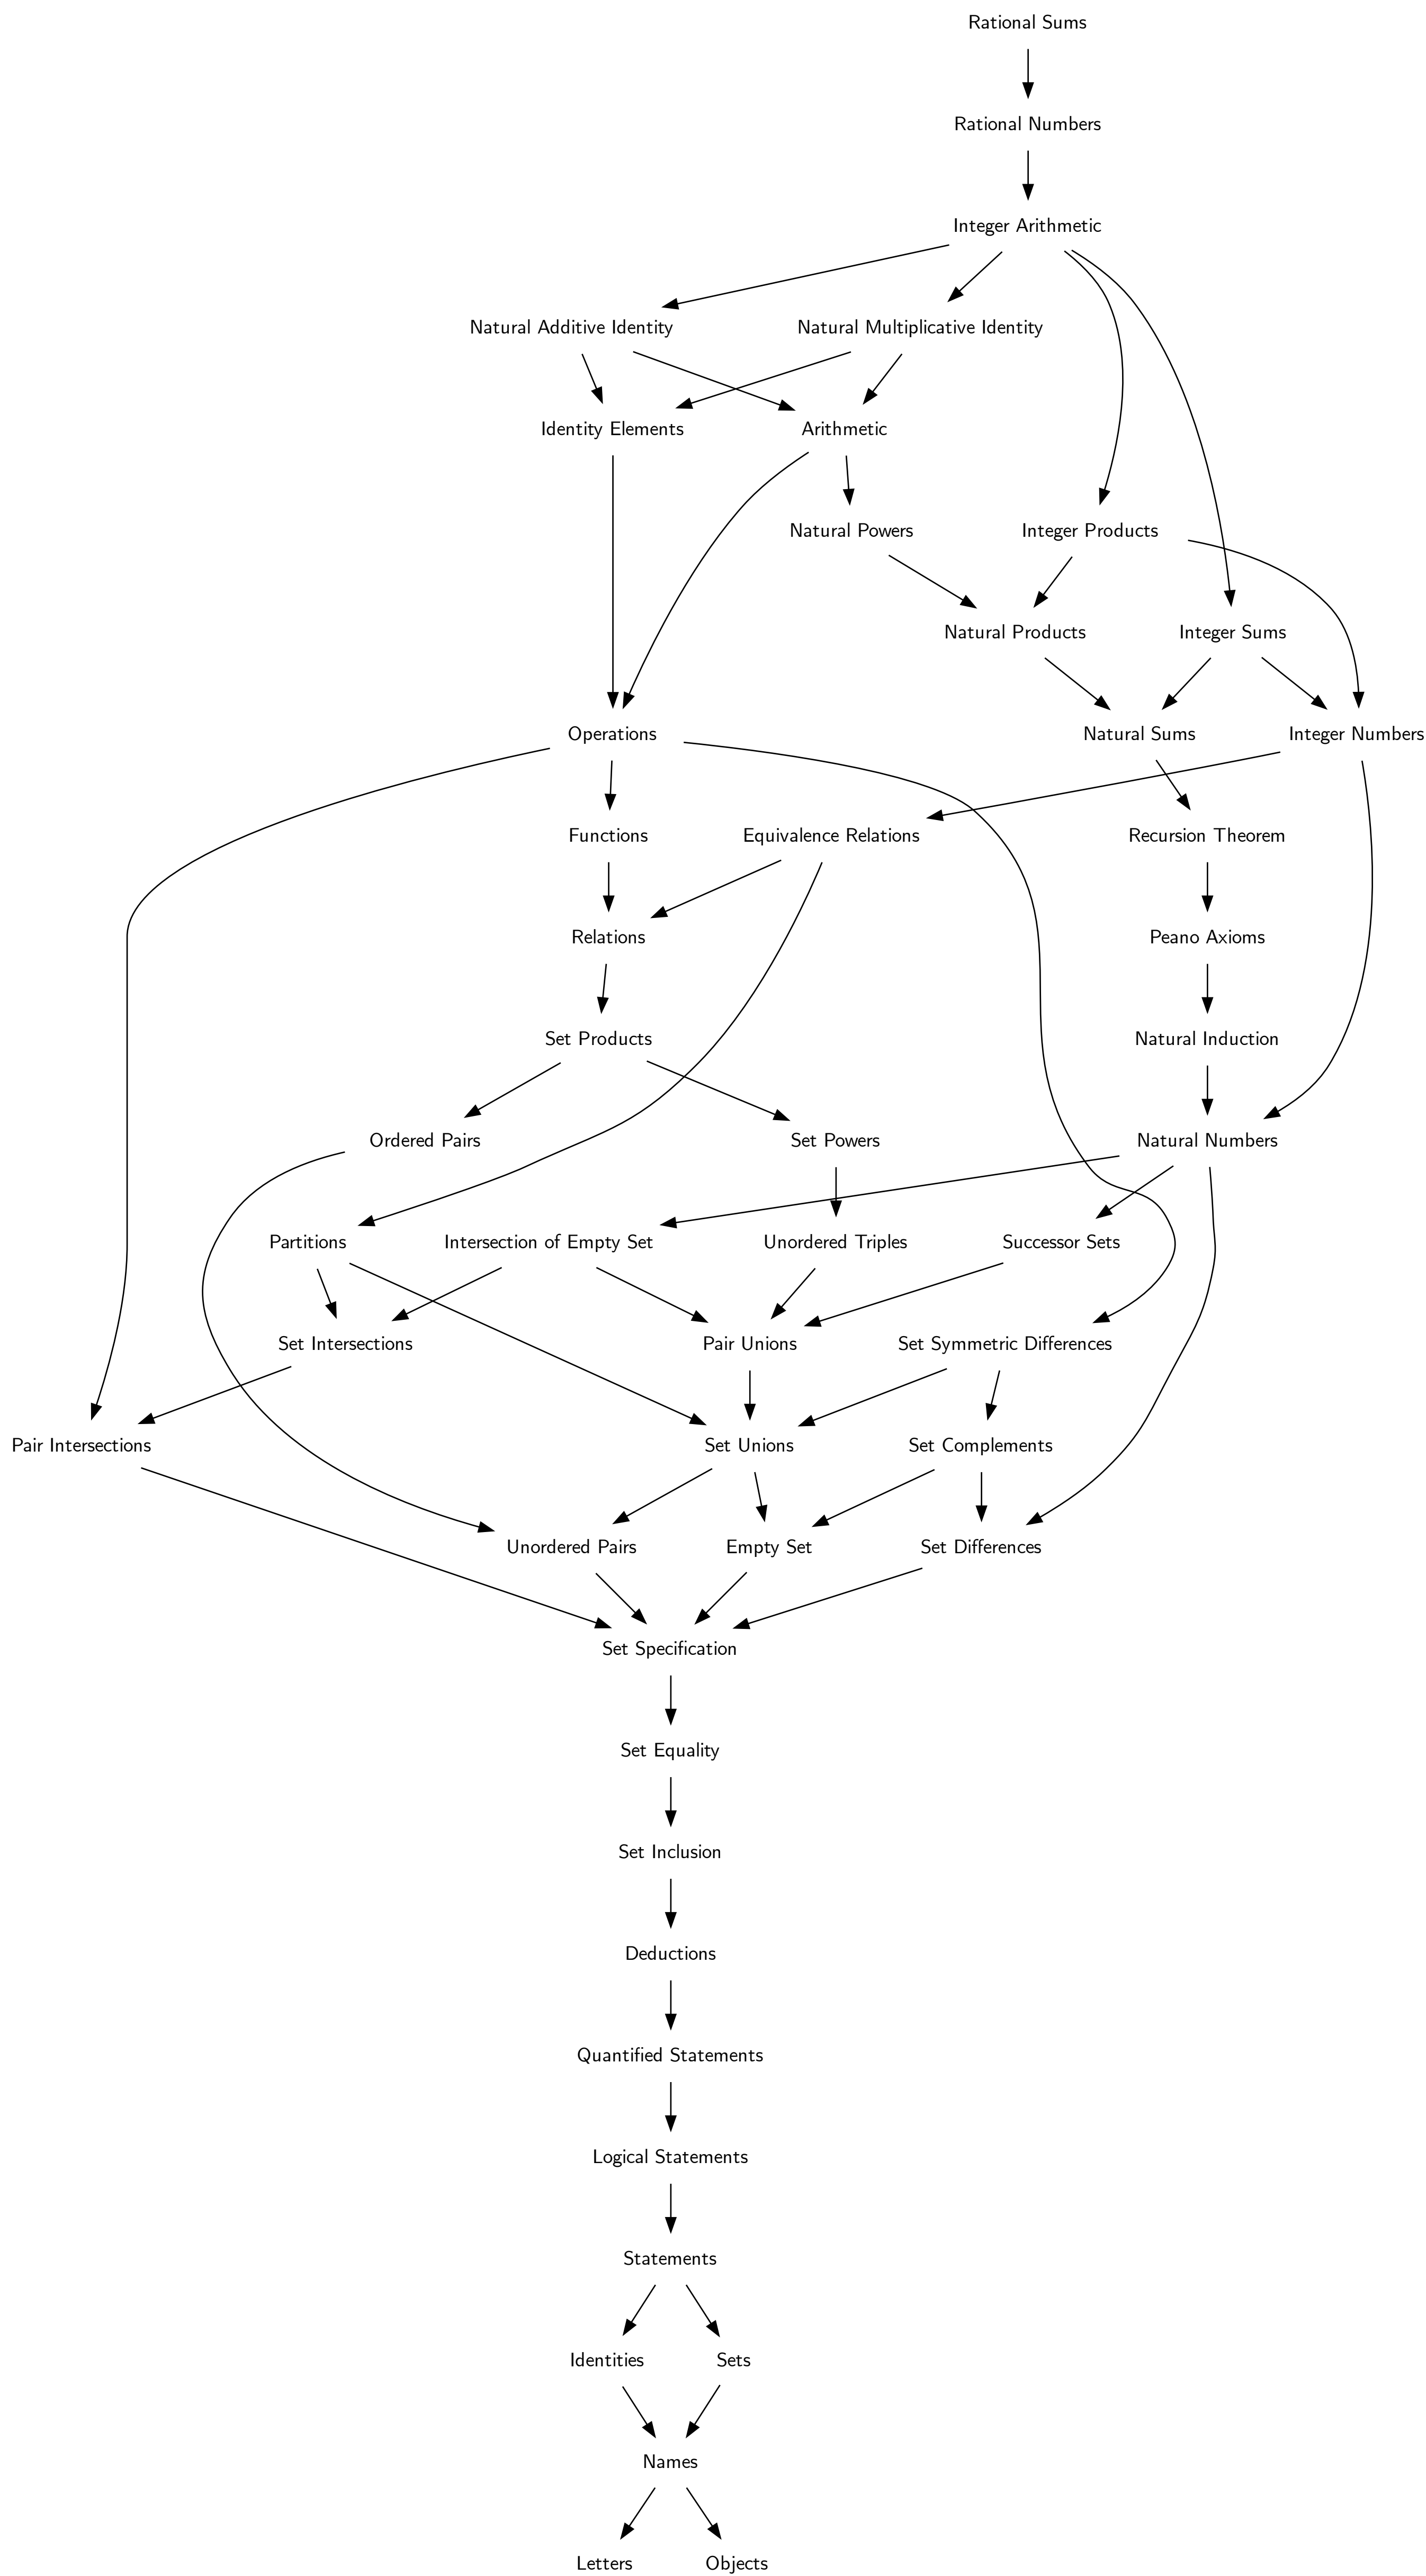 Rational Sums
Rational Numbers
Integer Arithmetic
Natural Additive Identity
Natural Multiplicative Identity
Identity Elements
Arithmetic
Natural Powers
Integer Products
Natural Products
Integer Sums
Operations
Natural Sums
Integer Numbers
Functions
Equivalence Relations
Recursion Theorem
Relations
Peano Axioms
Set Products
Natural Induction
Ordered Pairs
Set Powers
Natural Numbers
Partitions
Intersection of Empty Set
Unordered Triples
Successor Sets
Set Intersections
Pair Unions
Set Symmetric Differences
Pair Intersections
Set Unions
Set Complements
Unordered Pairs
Empty Set
Set Differences
Set Specification
Set Equality
Set Inclusion
Deductions
Quantified Statements
Logical Statements
Statements
Identities
Sets
Names
Letters
Objects